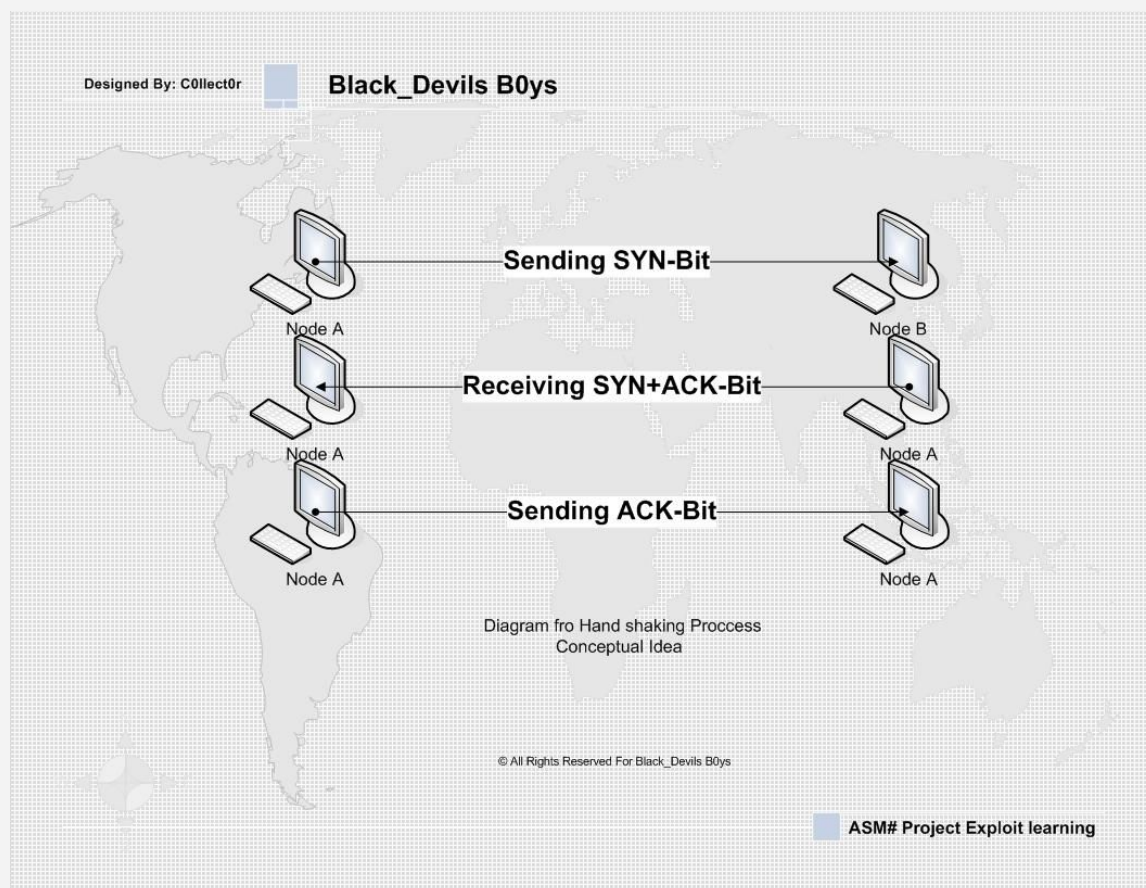 Designed By: C0llect0r
Black_Devils B0ys
Sending SYN-Bit
Node A
Node B
Receiving SYN+ACK-Bit
Node A
Node A
Sending ACK-Bit
Node A
Node A
Diagram fro Hand shaking Proccess
Conceptual Idea
© All Rights Reserved For Black_Devils B0ys
ASM# Project Exploit learning